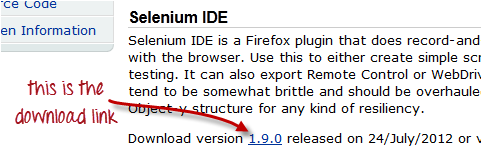 rce Code
en Information
Selenium IDE
Selenium IDE is a Firefox plugin that does record-and
with the browser. Use this to either create simple scr
testing. It can also export Remote Control or WebDriv
tend to be somewhat brittle and should be overhaule
Object-y structure for any kind of resiliency.
this is the
download link
Download version 1.9.0 released on 24/July/2012 or v